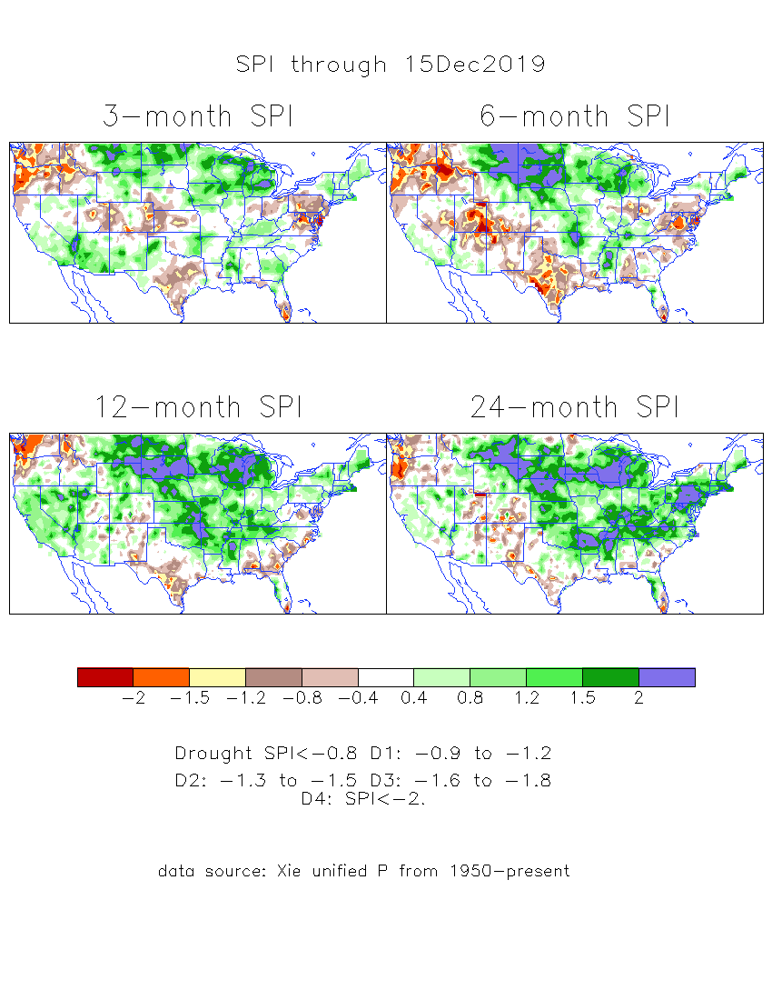 SPI through 15Dec2019
3-month SPI
6-month SPI
12-month SPI
24-month SPI
-2 -1.5 -1.2 -0.8 -0.4 0.4 0.8 1.2 1.5 2
Drought SPI<-0.8 D1: -0.9 to -1.2
D2: -1.3 to -1.5 D3: -1.6 to -1.8
D4: SPI<-2.
data source: Xie unified P from 1950-present